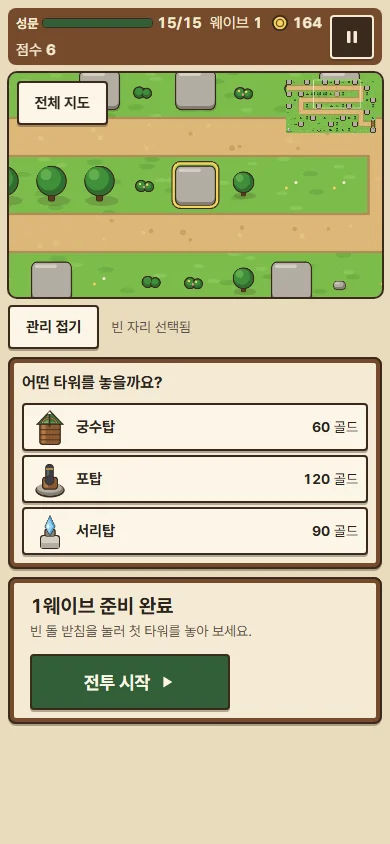 성문 15/15 웨이브 1 164
점수 6
전체 지도
관리 접기 빈 자리 선택됨
어떤 타워를 놓을까요?
궁수탑 60 골드
포탑 120 골드
서리탑 90 골드
1웨이브 준비 완료
빈 돌 받침을 눌러 첫 타워를 놓아 보세요.
전투 시작